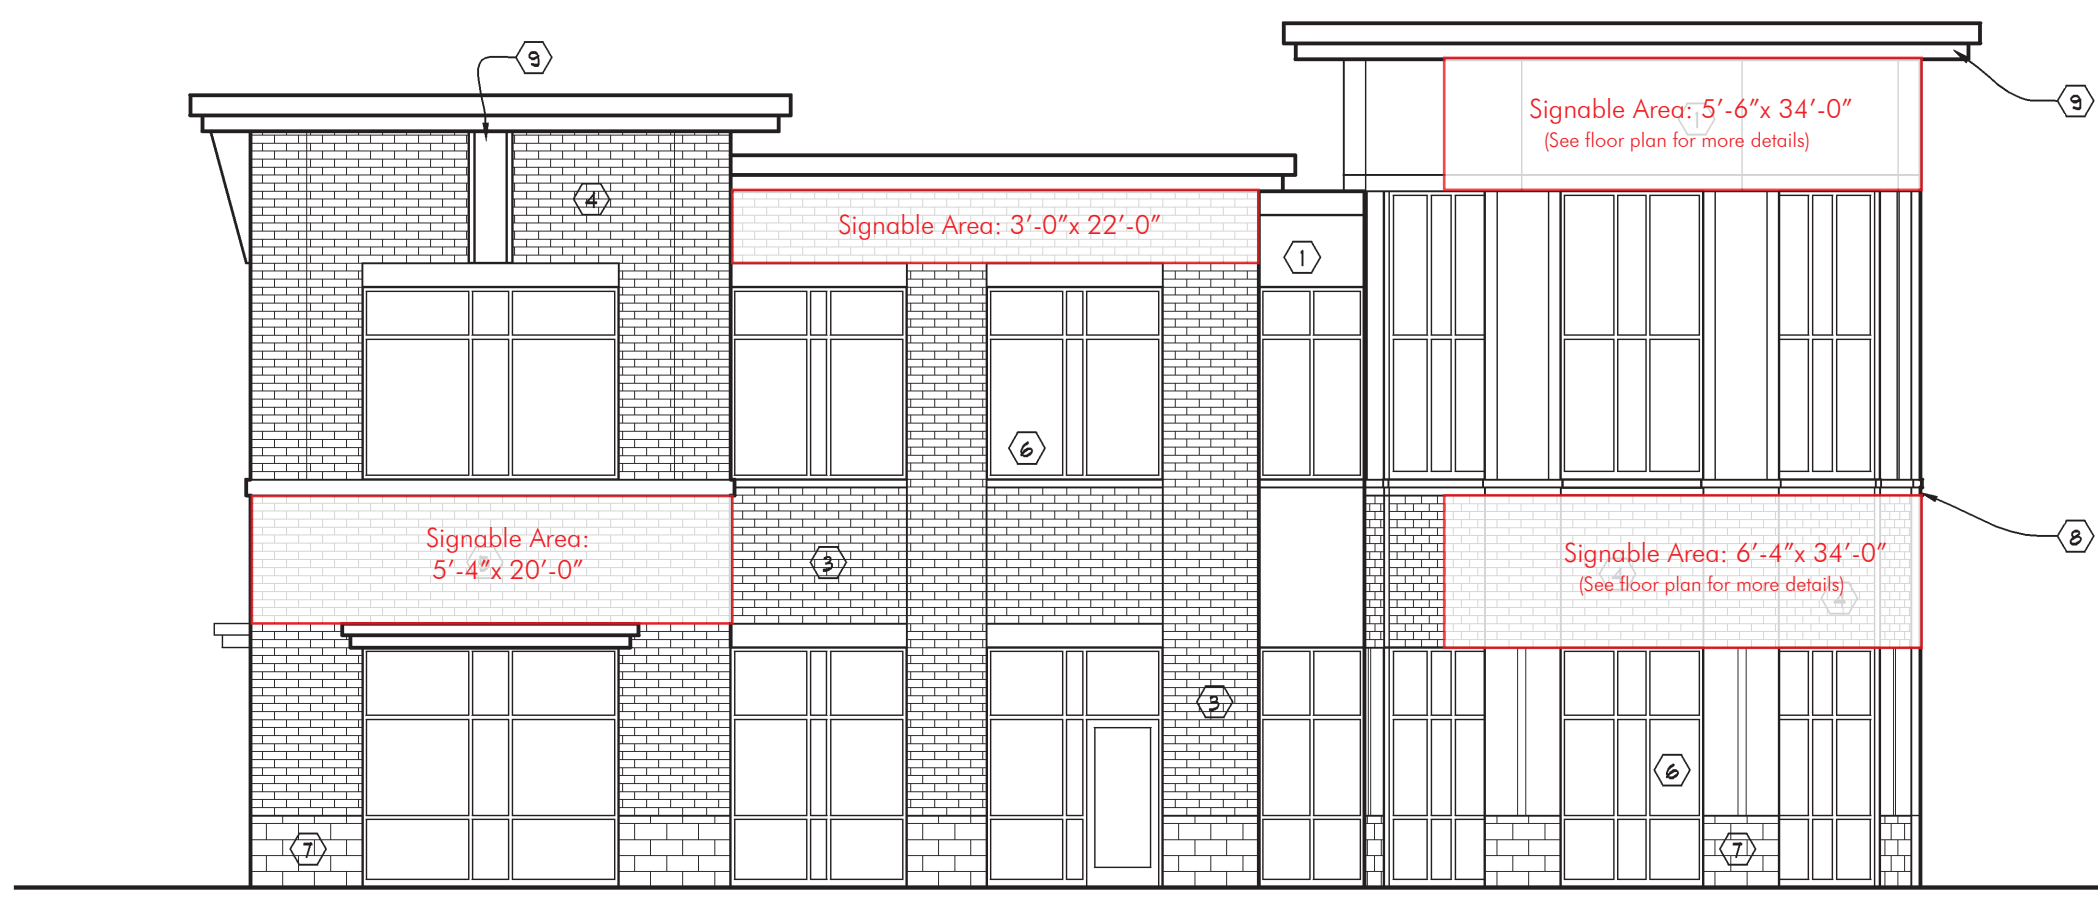 9
9
Signable Area: 5’-6”x 34’-0”
1
(See floor plan for more details)
4
Signable Area: 3’-0”x 22’-0”
1
6
Signable Area:
5’-4”x 20’-0”
3
Signable Area: 6’-4”x 34’-0”
(See floor plan for more details)
4
8
3
6
7
7